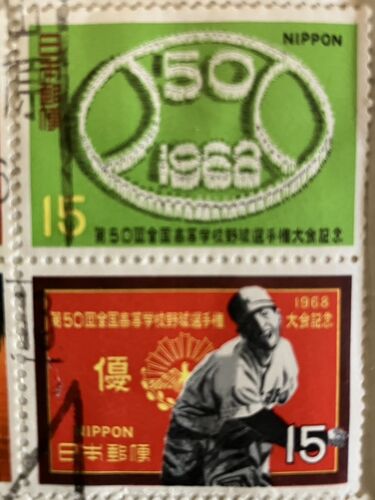 NIPPON
日本郵便
50
1968
15
第50回全国高等学校野球選手権大会記念
1968
第50回全国高等学校野球選手権
大会記念
優
NIPPON
日本郵便
15